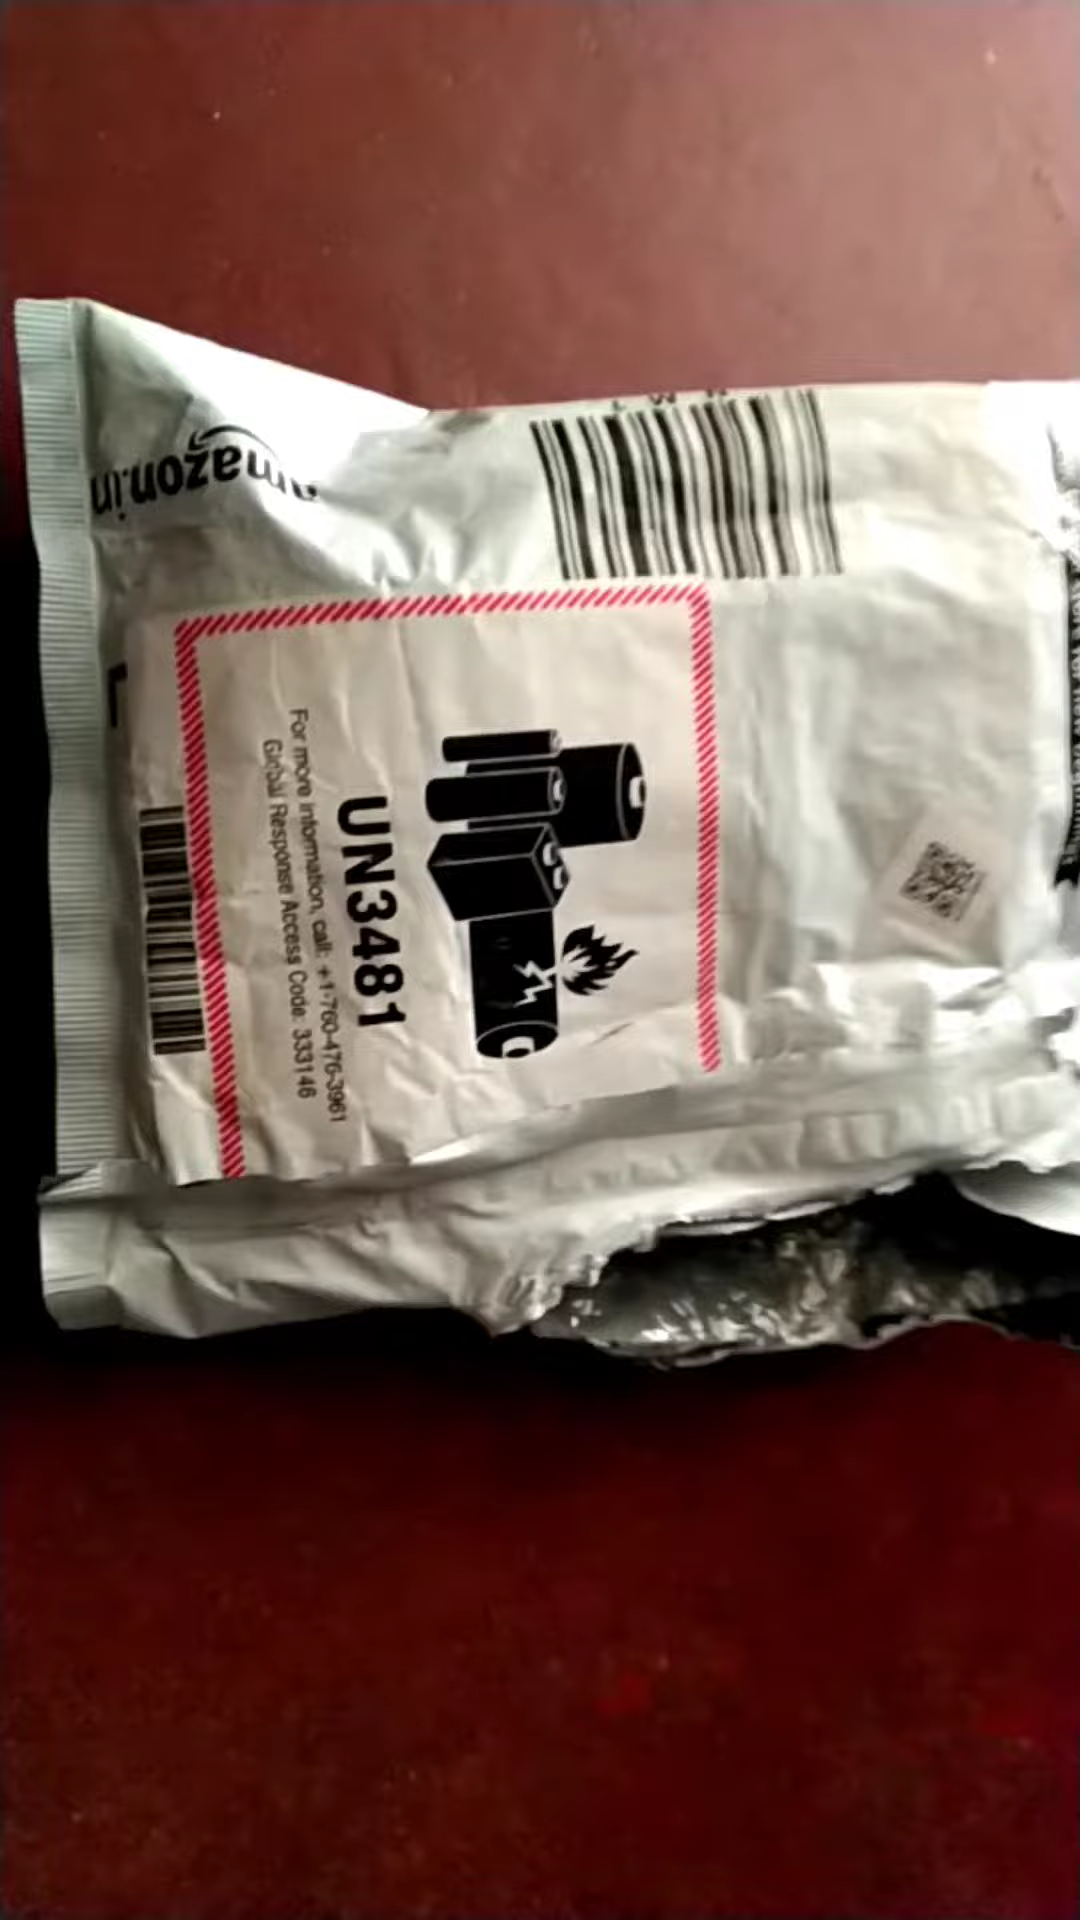 amazon.in
UN3481
For more information, call: +1-760-476-3961
Global Response Access Code: 333146